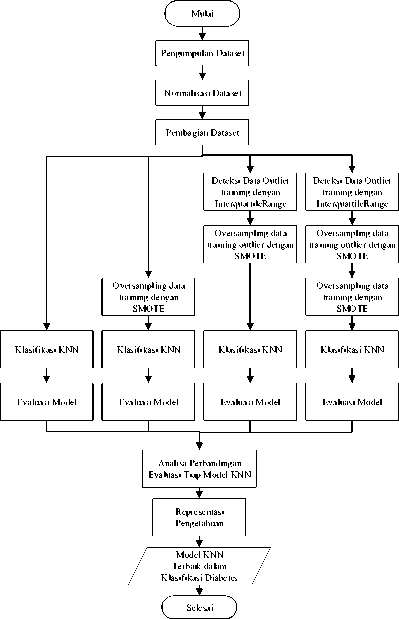 Mulai
Pengumpulan Dataset
Normalisasi Dataset
Pembagian Dataset
Deteksi Data Outlier
training dengan
InterquartileRange
Deteksi Data Outlier
training dengan
InterquartileRange
Oversampling data
training outlier dengan
SMOTE
Oversampling data
training outlier dengan
SMOTE
Oversampling data
training dengan
SMOTE
Oversampling data
training dengan
SMOTE
Klasifikasi KNN
Klasifikasi KNN
Klasifikasi KNN
Klasifikasi KNN
Evaluasi Model
Evaluasi Model
Evaluasi Model
Evaluasi Model
Analisa Perbandingan
Evaluasi Tiap Model KNN
Representasi
Pengetahuan
Model KNN
Terbaik dalam
Klasifikasi Diabetes
Selesai